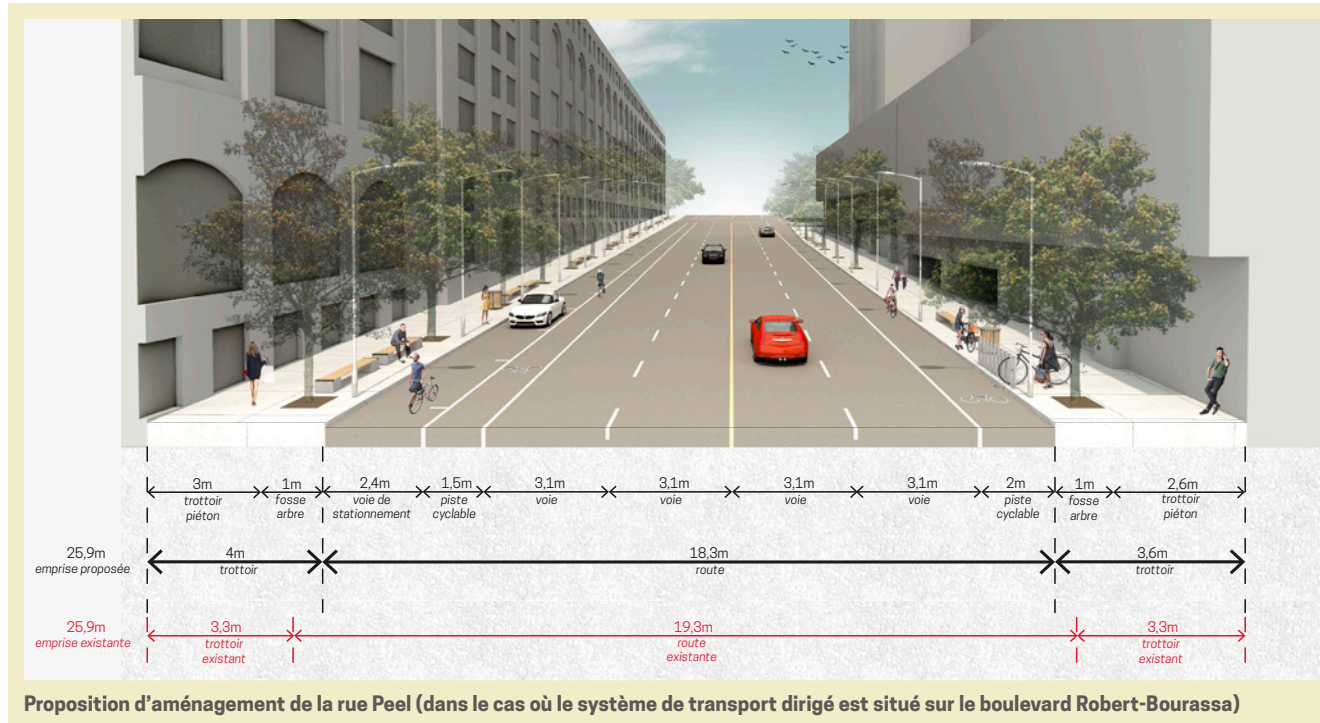 3m
trottoir
piéton
1m
fosse
arbre
2,4m
voie de
stationnement
1,5m
piste
cyclable
3,1m
voie
3,1m
voie
3,1m
voie
3,1m
voie
2m
piste
cyclable
1m
fosse
arbre
2,6m
trottoir
piéton
25,9m
emprise proposée
4m
trottoir
18,3m
route
3,6m
trottoir
25,9m
emprise existante
3,3m
trottoir
existant
19,3m
route
existante
3,3m
trottoir
existant
Proposition d'aménagement de la rue Peel (dans le cas où le système de transport dirigé est situé sur le boulevard Robert-Bourassa)